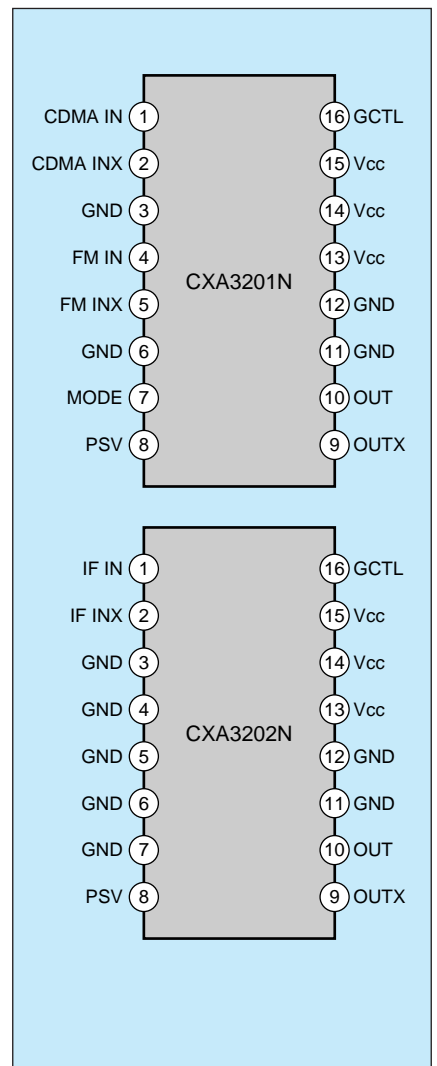 CDMA IN 1 16 GCTL
CDMA INX 2 15 Vcc
GND 3 14 Vcc
FM IN 4 13 Vcc
CXA3201N
FM INX 5 12 GND
GND 6 11 GND
MODE 7 10 OUT
PSV 8 9 OUTX
IF IN 1 16 GCTL
IF INX 2 15 Vcc
GND 3 14 Vcc
GND 4 13 Vcc
CXA3202N
GND 5 12 GND
GND 6 11 GND
GND 7 10 OUT
PSV 8 9 OUTX